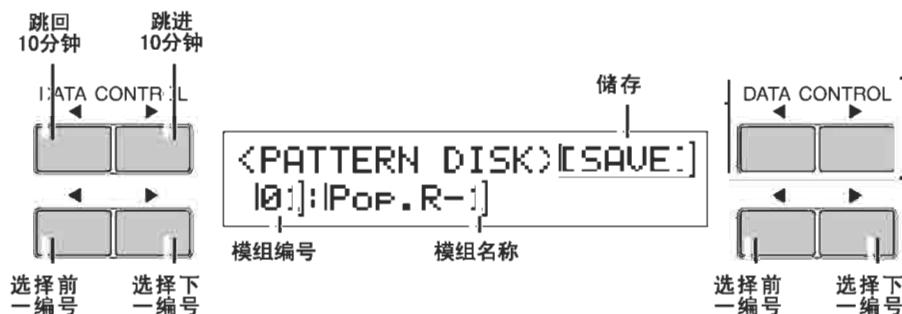 跳回
10分钟
跳进
10分钟
DATA CONTROL
选择前
一编号
选择下
一编号
储存
<PATTERN DISK>[SAVE]
01:Pop.R-1
模组编号
模组名称
DATA CONTROL
选择前
一编号
选择下
一编号